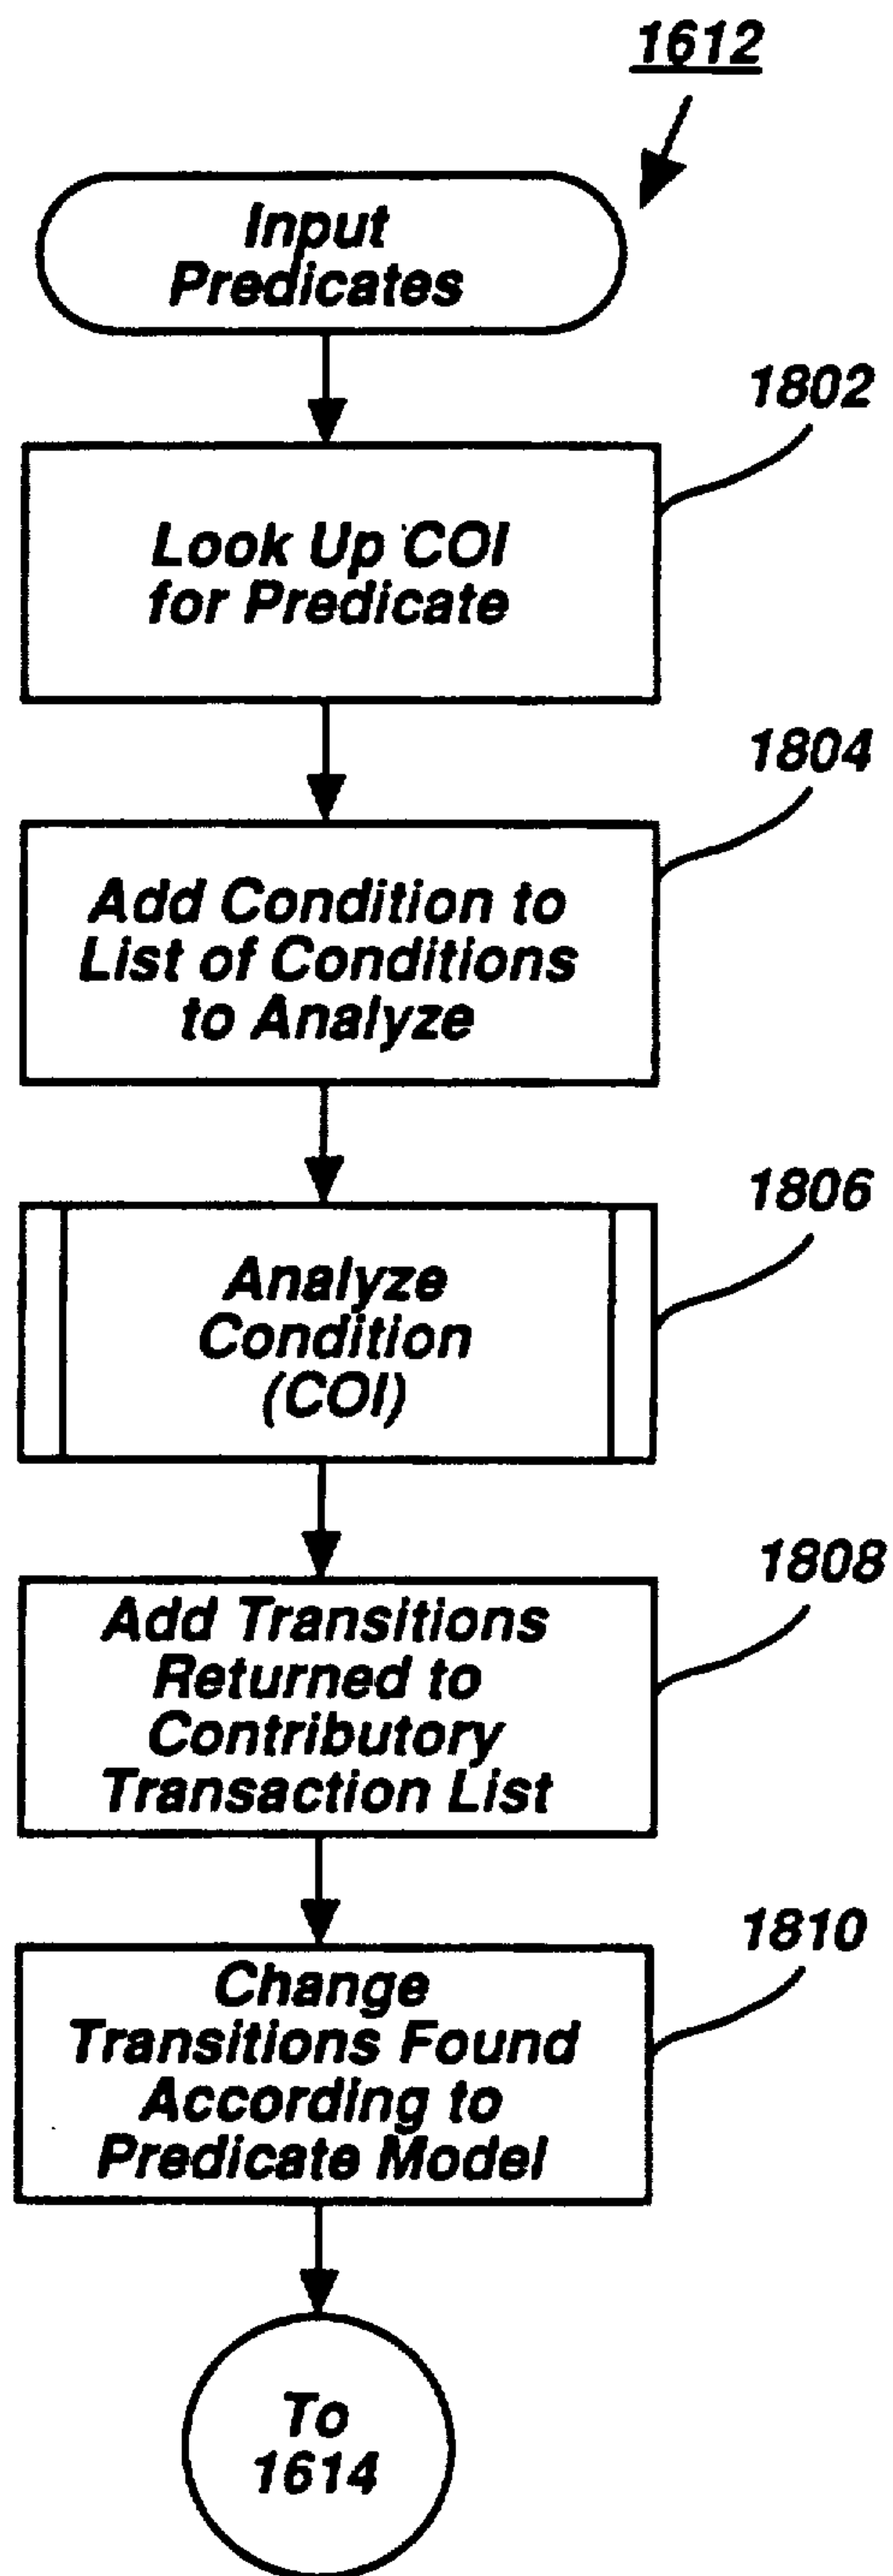 1612
Input
Predicates
1802
Look Up COI
for Predicate
1804
Add Condition to
List of Conditions
to Analyze
1806
Analyze
Condition
(COI)
1808
Add Transitions
Returned to
Contributory
Transaction List
1810
Change
Transitions Found
According to
Predicate Model
To
1614